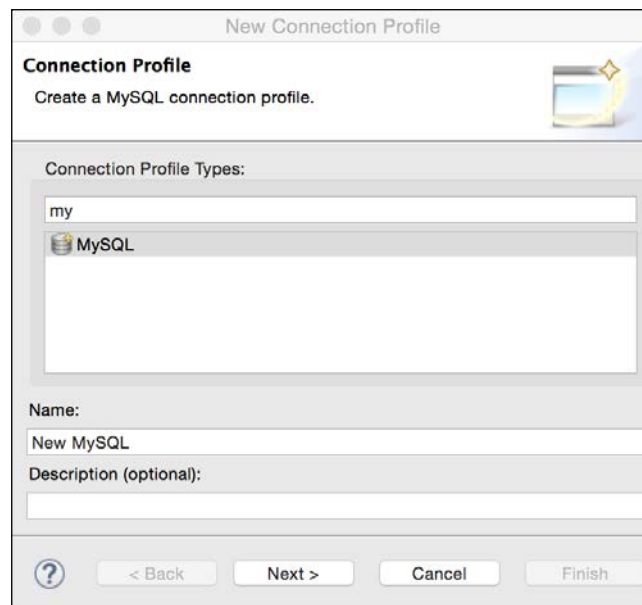 New Connection Profile
Connection Profile
Create a MySQL connection profile.
Connection Profile Types:
my
MySQL
Name:
New MySQL
Description (optional):
? < Back Next > Cancel Finish